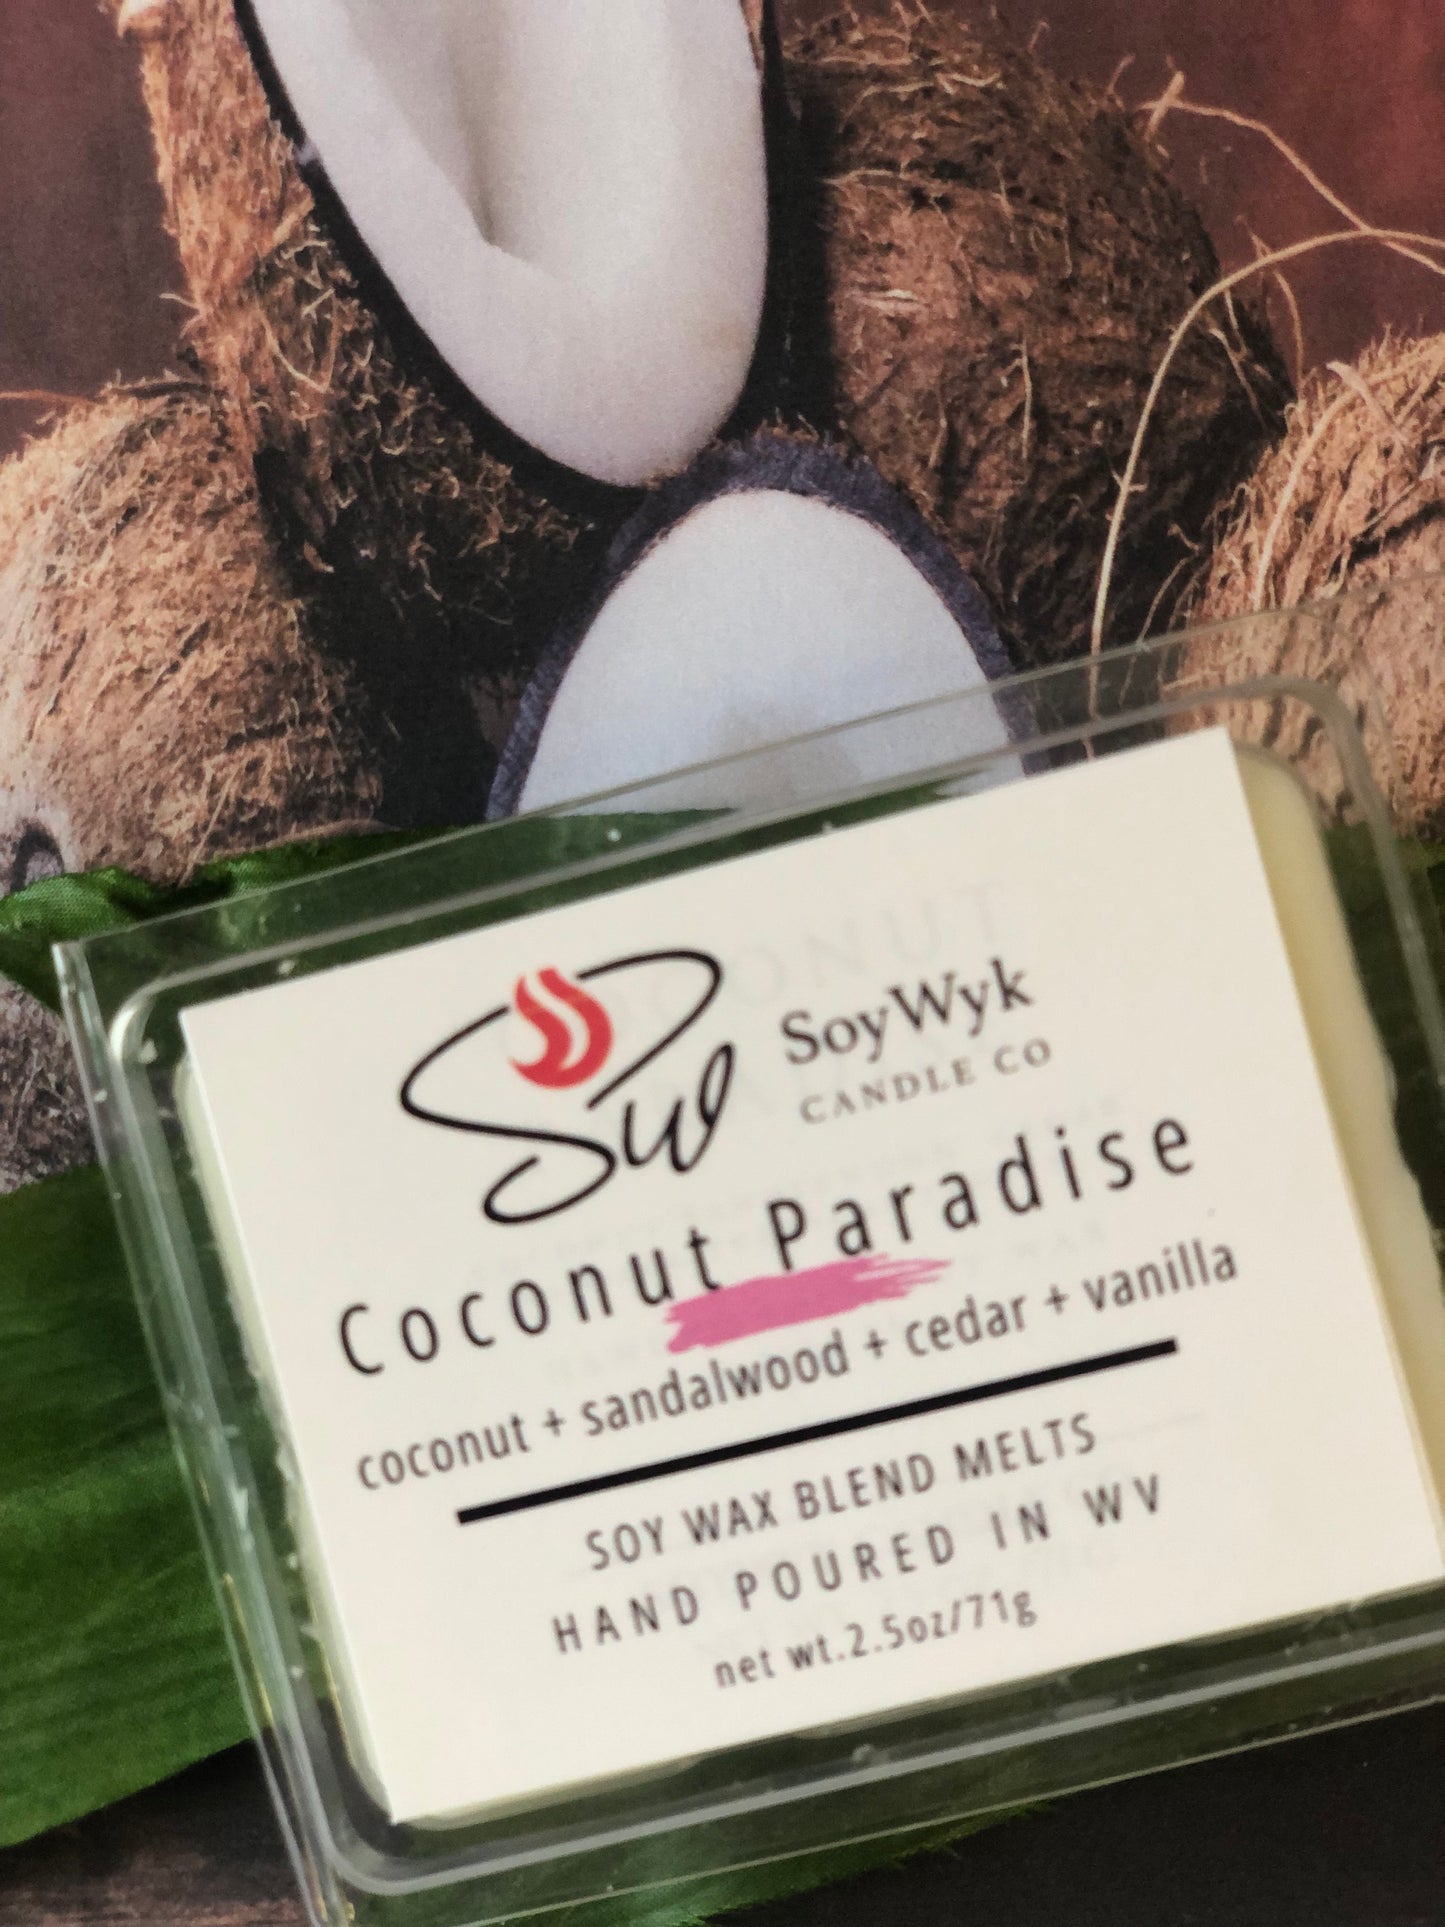 Sw
SoyWyk
CANDLE CO
Coconut Paradise
coconut + sandalwood + cedar + vanilla
SOY WAX BLEND MELTS
HAND POURED IN WV
net wt.2.5oz/71g